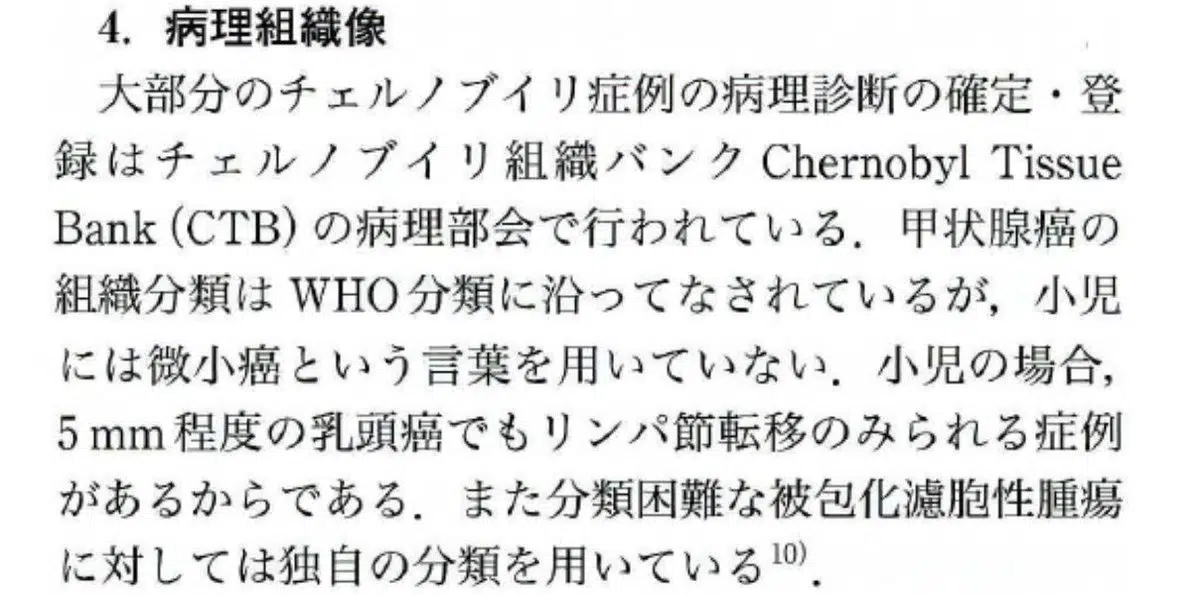 4. 病理組織像
大部分のチェルノブイリ症例の病理診断の確定・登
録はチェルノブイリ組織バンク Chernobyl Tissue
Bank (CTB) の病理部会で行われている．甲状腺癌の
組織分類は WHO 分類に沿ってなされているが，小児
には微小癌という言葉を用いていない．小児の場合，
5 mm 程度の乳頭癌でもリンパ節転移のみられる症例
があるからである．また分類困難な被包化濾胞性腫瘍
に対しては独自の分類を用いている 10)．